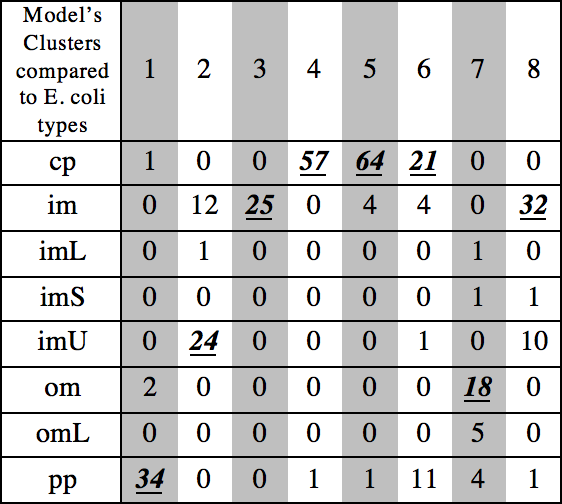 Model's
Clusters
compared
to E. coli
types
1 2 3 4 5 6 7 8
cp 1 0 0 57 64 21 0 0
im 0 12 25 0 4 4 0 32
imL 0 1 0 0 0 0 1 0
imS 0 0 0 0 0 0 1 1
imU 0 24 0 0 0 1 0 10
om 2 0 0 0 0 0 18 0
omL 0 0 0 0 0 0 5 0
pp 34 0 0 1 1 11 4 1